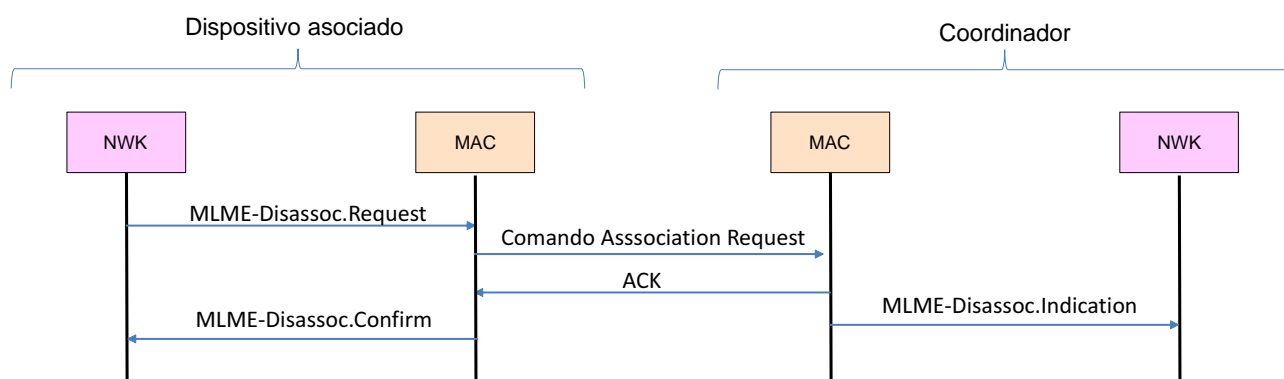 Dispositivo asociado
Coordinador
NWK
MAC
MAC
NWK
MLME-Disassoc.Request
Comando Asssociation Request
ACK
MLME-Disassoc.Indication
MLME-Disassoc.Confirm